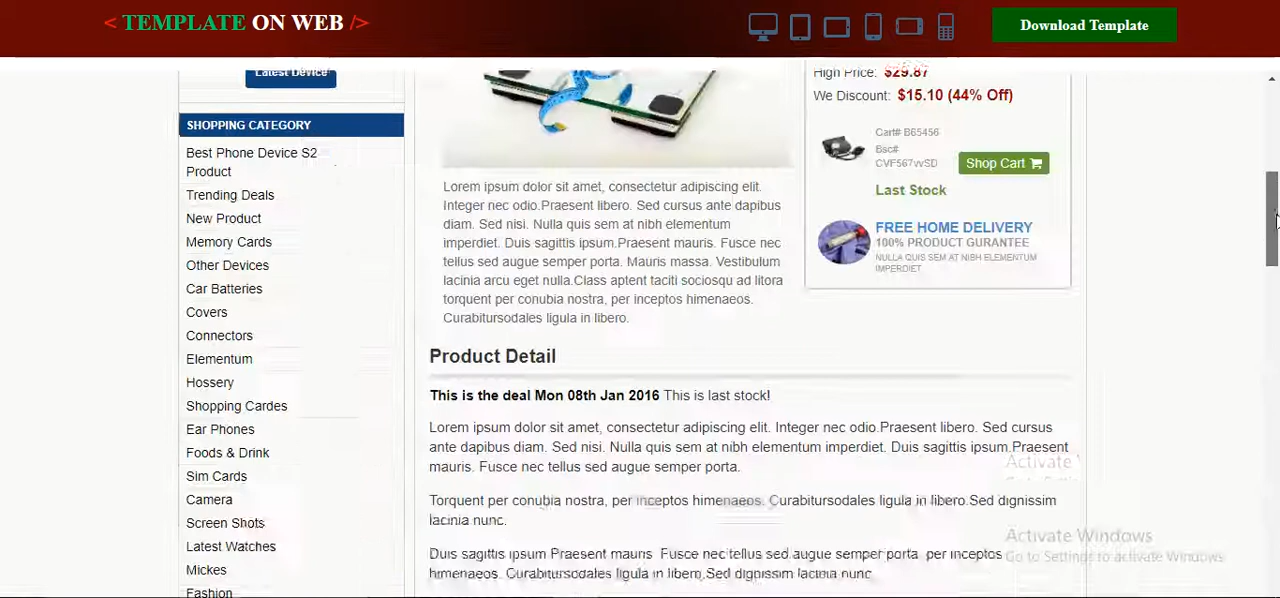 < TEMPLATE ON WEB />
Download Template
Latest Device
SHOPPING CATEGORY
Best Phone Device S2
Product
Trending Deals
New Product
Memory Cards
Other Devices
Car Batteries
Covers
Connectors
Elementum
Hossery
Shopping Cardes
Ear Phones
Foods & Drink
Sim Cards
Camera
Screen Shots
Latest Watches
Mickes
Fashion
Lorem ipsum dolor sit amet, consectetur adipiscing elit.
Integer nec odio.Praesent libero. Sed cursus ante dapibus
diam. Sed nisi. Nulla quis sem at nibh elementum
imperdiet. Duis sagittis ipsum.Praesent mauris. Fusce nec
tellus sed augue semper porta. Mauris massa. Vestibulum
lacinia arcu eget nulla.Class aptent taciti sociosqu ad litora
torquent per conubia nostra, per inceptos himenaeos.
Curabitursodales ligula in libero.
High Price: $29.87
We Discount: $15.10 (44% Off)
Cart# B65456
Bsc#
CVF567vvSD
Shop Cart
Last Stock
FREE HOME DELIVERY
100% PRODUCT GURANTEE
NULLA QUIS SEM AT NIBH ELEMENTUM
IMPERDIET
Product Detail
This is the deal Mon 08th Jan 2016 This is last stock!
Lorem ipsum dolor sit amet, consectetur adipiscing elit. Integer nec odio.Praesent libero. Sed cursus
ante dapibus diam. Sed nisi. Nulla quis sem at nibh elementum imperdiet. Duis sagittis ipsum.Praesent
mauris. Fusce nec tellus sed augue semper porta.
Torquent per conubia nostra, per inceptos himenaeos. Curabitursodales ligula in libero.Sed dignissim
lacinia nunc.
Duis sagittis ipsum Praesent mauris Fusce nec tellus sed augue semper porta per inceptos
himenaeos. Curabitursodales ligula in libero.Sed dignissim lacinia nunc
Activate
Activate Windows
Go to Settings to activate Windows